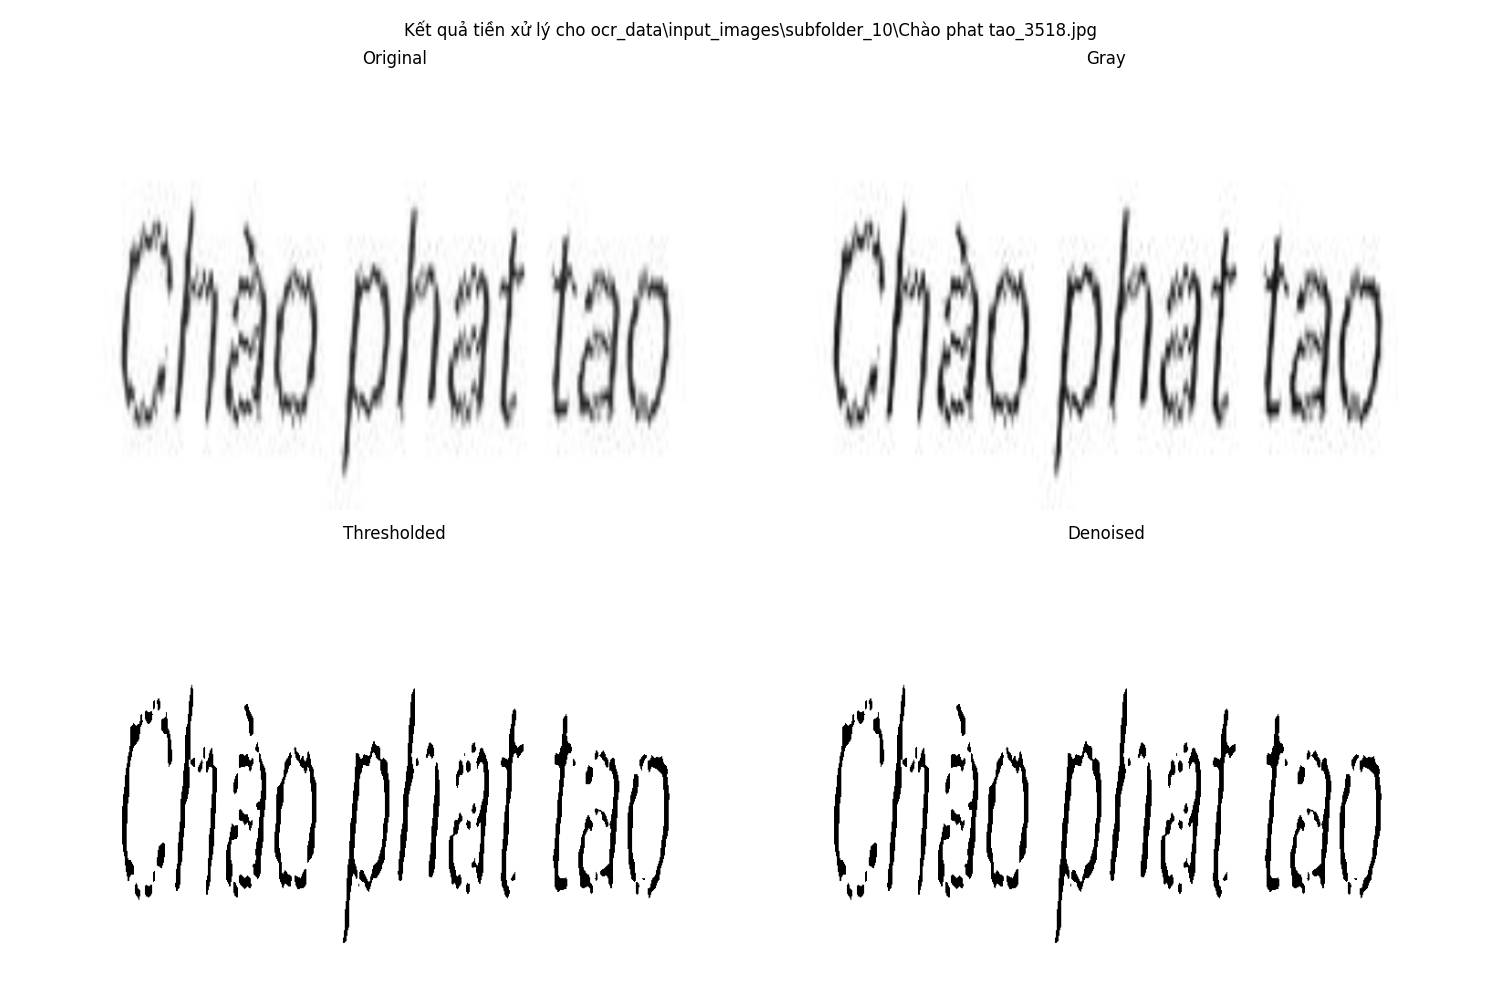 Kết quả tiền xử lý cho ocr_data\input_images\subfolder_10\Chào phat tao_3518.jpg
Original
Gray
Chào phat tao
Chào phat tao
Thresholded
Denoised
Chào phat tao
Chào phat tao